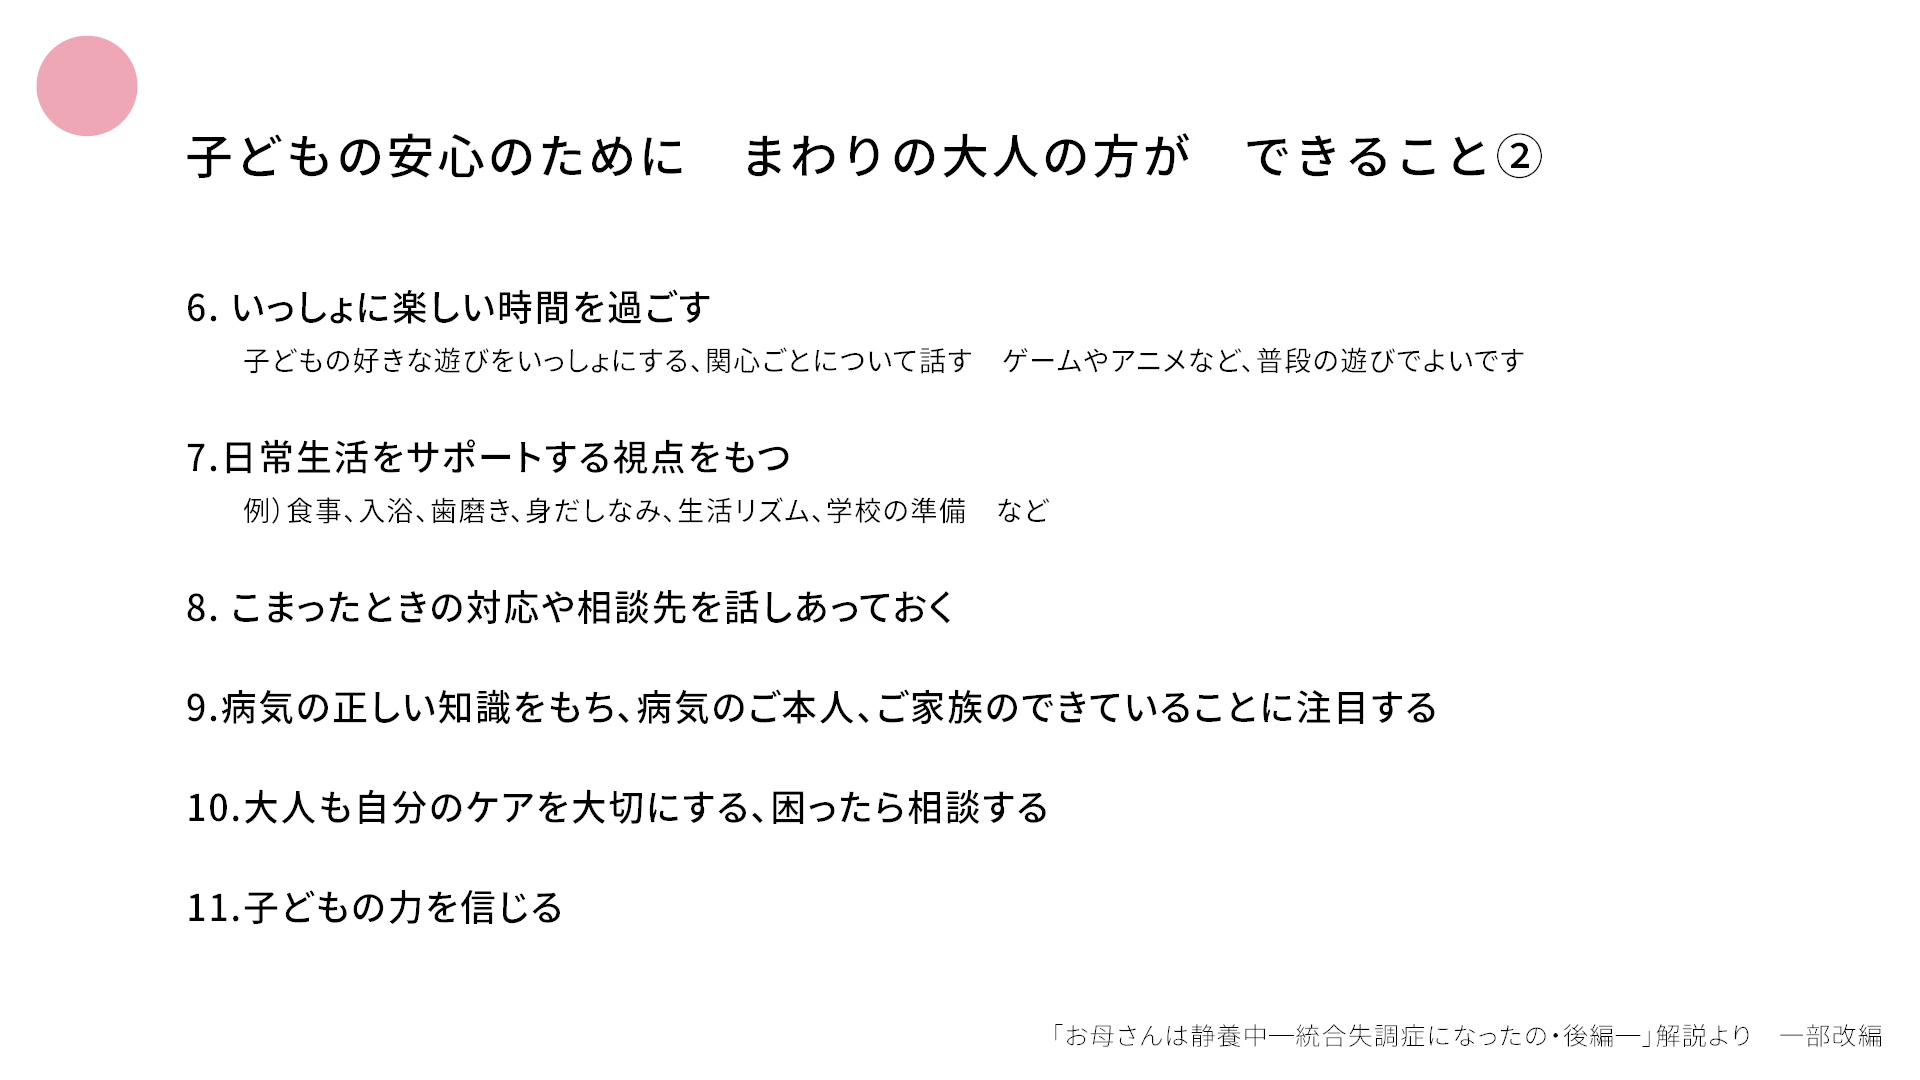 子どもの安心のために　まわりの大人の方が　できること②
6. いっしょに楽しい時間を過ごす
子どもの好きな遊びをいっしょにする、関心ごとについて話す　ゲームやアニメなど、普段の遊びでよいです
7.日常生活をサポートする視点をもつ
例）食事、入浴、歯磨き、身だしなみ、生活リズム、学校の準備　など
8. こまったときの対応や相談先を話しあっておく
9.病気の正しい知識をもち、病気のご本人、ご家族のできていることに注目する
10.大人も自分のケアを大切にする、困ったら相談する
11.子どもの力を信じる
「お母さんは静養中―統合失調症になったの・後編―」解説より　一部改編